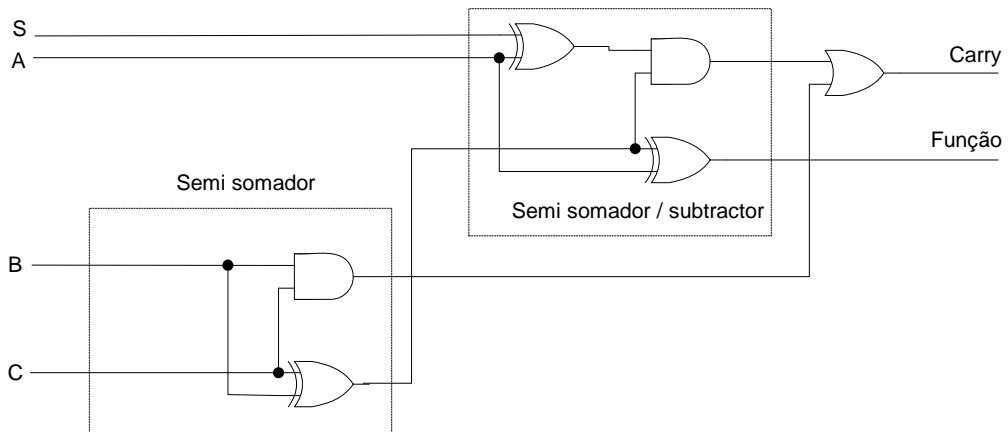 S
A
Carry
Função
Semi somador
Semi somador / subtractor
B
C